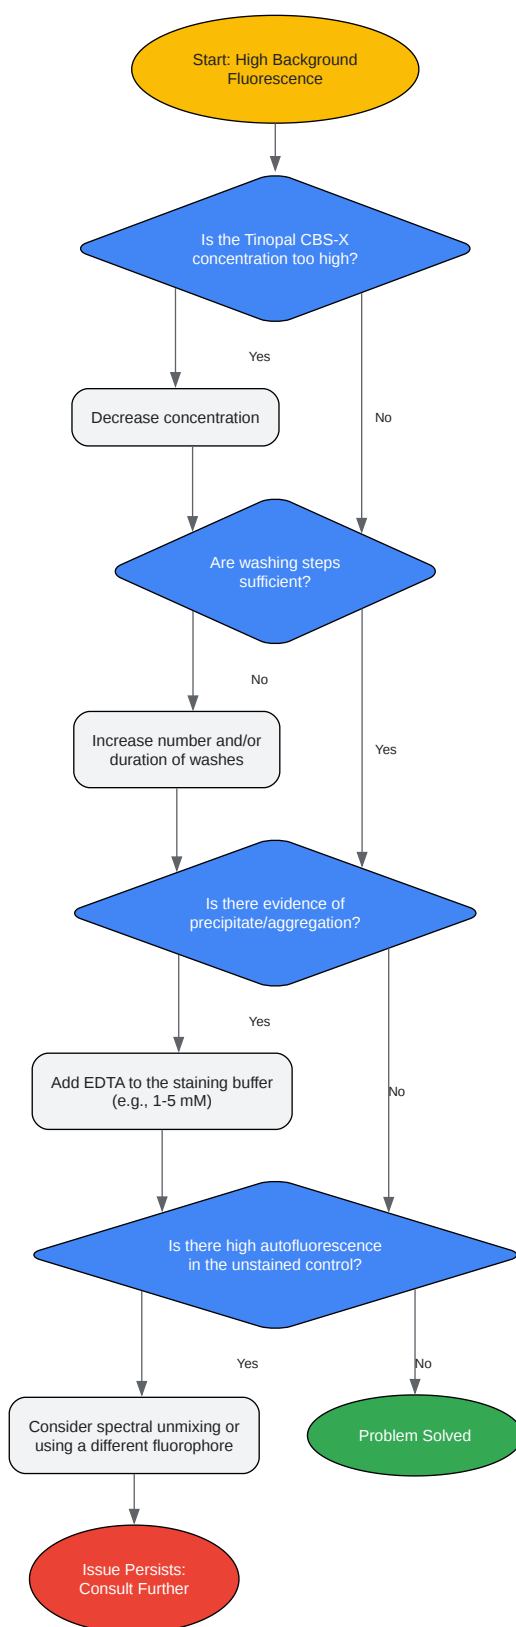 Start: High Background
Fluorescence
Is the Tinopal CBS-X
concentration too high?
Yes
Decrease concentration
No
Are washing steps
sufficient?
No
Increase number and/or
duration of washes
Yes
Is there evidence of
precipitate/aggregation?
Yes
Add EDTA to the staining buffer
(e.g., 1-5 mM)
No
Is there high autofluorescence
in the unstained control?
Yes
No
Consider spectral unmixing or
using a different fluorophore
Problem Solved
Issue Persists:
Consult Further